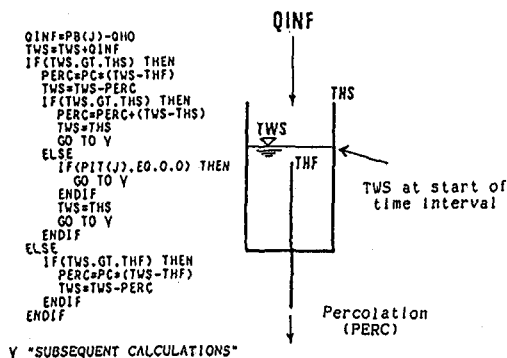 QINF=PB(J)-QHO
TWS=TWS+QINF
IF(TWS.GT.THS) THEN
PERC=PC*(TWS-THF)
TWS=TWS-PERC
IF(TWS.GT.THS) THEN
PERC=PERC+(TWS-THS)
TWS=THS
GO TO Y
ELSE
IF(PIT(J).EQ.0.0) THEN
GO TO Y
ENDIF
TWS=THS
GO TO Y
ENDIF
ELSE
IF(TWS.GT.THF) THEN
PERC=PC*(TWS-THF)
TWS=TWS-PERC
ENDIF
ENDIF
Y "SUBSEQUENT CALCULATIONS"
QINF
THS
TWS
THF
TWS at start of
time interval
Percolation
(PERC)